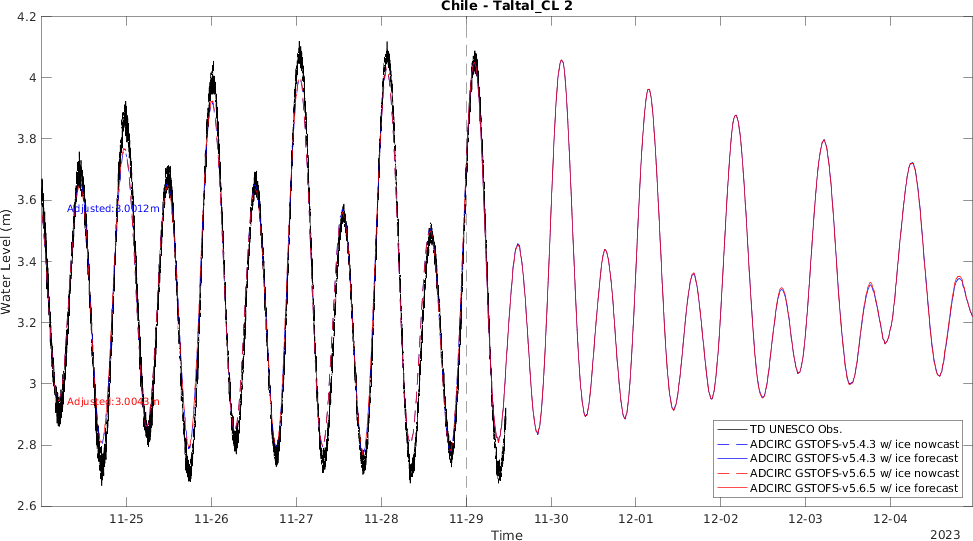 Chile - Taltal_CL 2
4.2
4
3.8
3.6
3.4
3.2
3
2.8
2.6
Water Level (m)
Adjusted:3.0012m
Adjusted:3.0043m
TD UNESCO Obs.
ADCIRC GSTOFS-v5.4.3 w/ ice nowcast
ADCIRC GSTOFS-v5.4.3 w/ ice forecast
ADCIRC GSTOFS-v5.6.5 w/ ice nowcast
ADCIRC GSTOFS-v5.6.5 w/ ice forecast
11-25 11-26 11-27 11-28 11-29 11-30 12-01 12-02 12-03 12-04
Time
2023